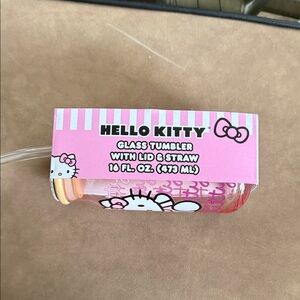 HELLO KITTY
GLASS TUMBLER
WITH LID & STRAW
16 FL. OZ. (473 ML)